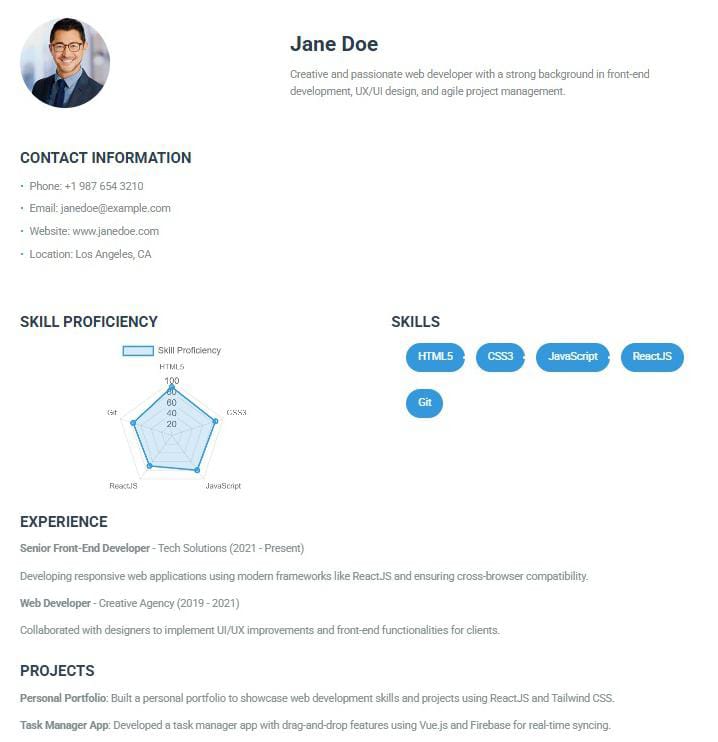 Jane Doe
Creative and passionate web developer with a strong background in front-end
development, UX/UI design, and agile project management.
CONTACT INFORMATION
• Phone: +1 987 654 3210
• Email: janedoe@example.com
• Website: www.janedoe.com
• Location: Los Angeles, CA
SKILL PROFICIENCY
Skill Proficiency
HTML5
100
80
60
40
20
Git
CSS3
ReactJS
JavaScript
SKILLS
HTML5 CSS3 JavaScript ReactJS
Git
EXPERIENCE
Senior Front-End Developer - Tech Solutions (2021 - Present)
Developing responsive web applications using modern frameworks like ReactJS and ensuring cross-browser compatibility.
Web Developer - Creative Agency (2019 - 2021)
Collaborated with designers to implement UI/UX improvements and front-end functionalities for clients.
PROJECTS
Personal Portfolio: Built a personal portfolio to showcase web development skills and projects using ReactJS and Tailwind CSS.
Task Manager App: Developed a task manager app with drag-and-drop features using Vue.js and Firebase for real-time syncing.